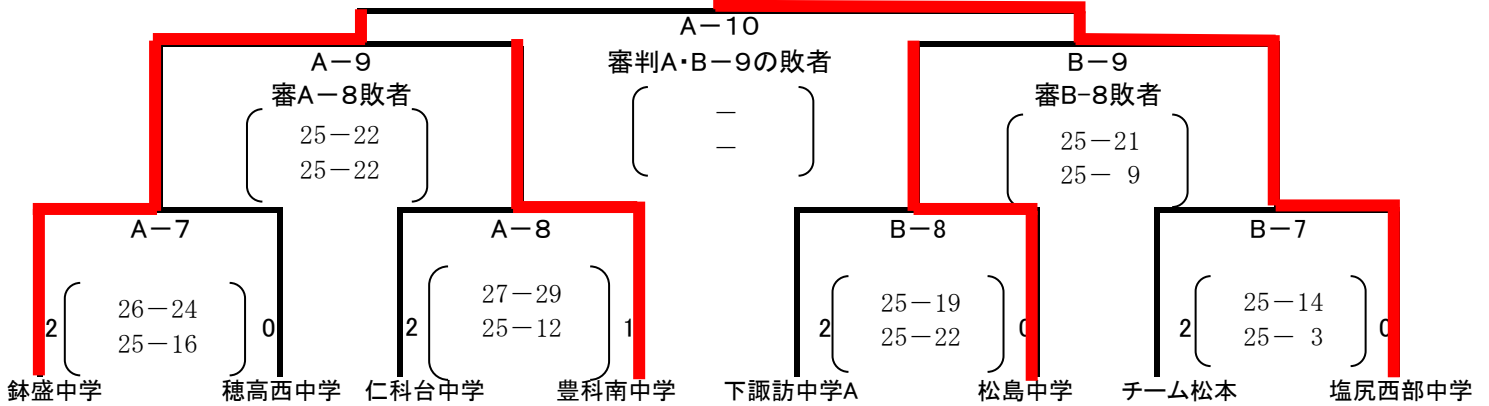 A－10
審判A・B－9の敗者
－
－
A－9
審A－8敗者
25－22
25－22
B－9
審B-8敗者
25－21
25－ 9
A－7
A－8
B－8
B－7
2 26－24 0
25－16
2 27－29 1
25－12
2 25－19 0
25－22
2 25－14 0
25－ 3
鉢盛中学 穂高西中学 仁科台中学 豊科南中学 下諏訪中学A 松島中学 チーム松本 塩尻西部中学